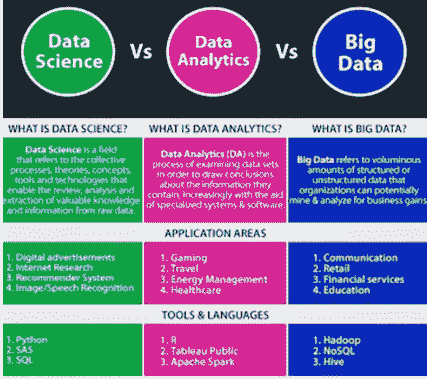 Data
Science
Vs
Data
Analytics
Vs
Big
Data
WHAT IS DATA SCIENCE?
Data Science is a field
that refers to the collective
processes, theories, concepts,
tools and technologies that
enable the review, analysis and
extraction of valuable knowledge
and information from raw data.
WHAT IS DATA ANALYTICS?
Data Analytics (DA) is the
process of examining data sets
in order to draw conclusions
about the information they
contain, increasingly with the aid
of specialized systems & software.
WHAT IS BIG DATA?
Big Data refers to voluminous
amounts of structured or
unstructured data that
organizations can potentially
mine & analyze for business gains
APPLICATION AREAS
1. Digital advertisements
2. Internet Research
3. Recommender System
4. Image/Speech Recognition
1. Gaming
2. Travel
3. Energy Management
4. Healthcare
1. Communication
2. Retail
3. Financial services
4. Education
TOOLS & LANGUAGES
1. Python
2. SAS
3. SQL
1. R
2. Tableau Public
3. Apache Spark
1. Hadoop
2. NoSQL
3. Hive